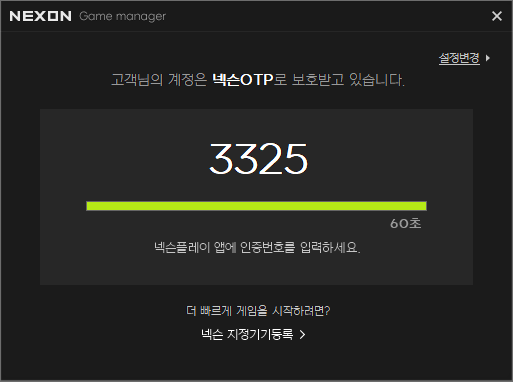 NEXON Game manager
설정변경
고객님의 계정은 넥슨OTP로 보호받고 있습니다.
3325
60초
넥슨플레이 앱에 인증번호를 입력하세요.
더 빠르게 게임을 시작하려면?
넥슨 지정기기등록